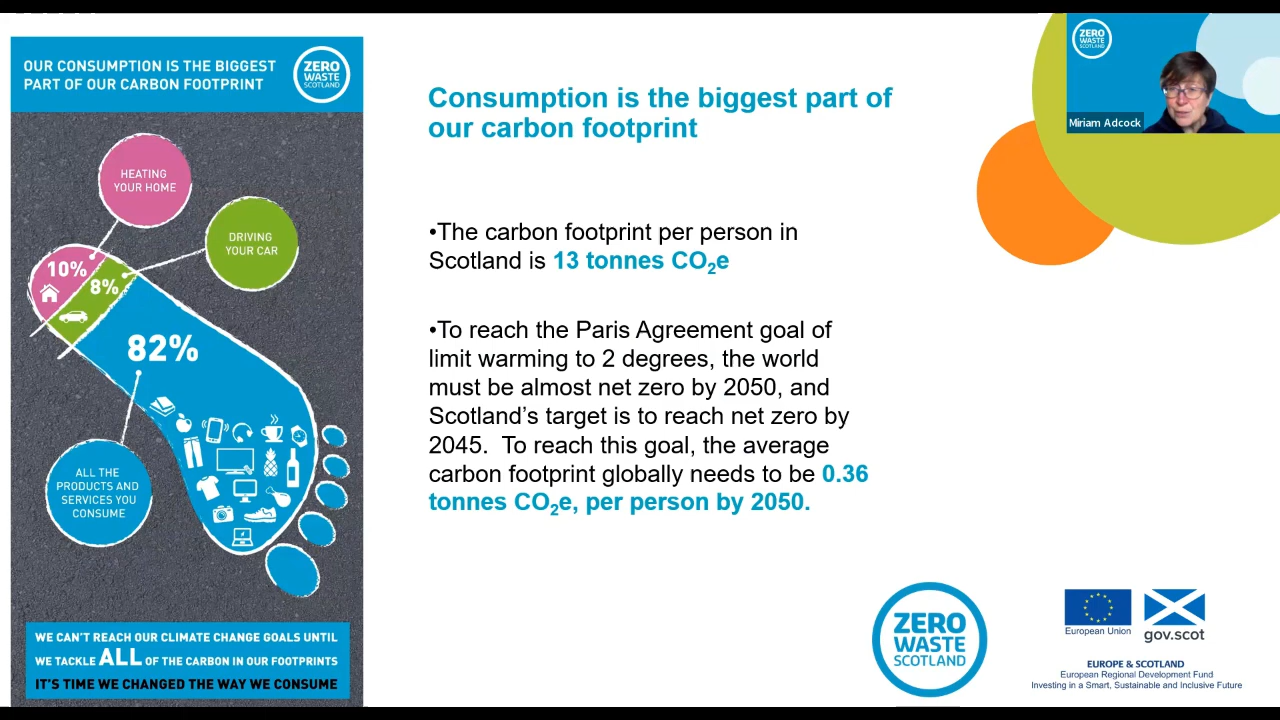 OUR CONSUMPTION IS THE BIGGEST
PART OF OUR CARBON FOOTPRINT
ZERO
WASTE
SCOTLAND
HEATING
YOUR HOME
DRIVING
YOUR CAR
10%
8%
82%
ALL THE
PRODUCTS AND
SERVICES YOU
CONSUME
WE CAN'T REACH OUR CLIMATE CHANGE GOALS UNTIL
WE TACKLE ALL OF THE CARBON IN OUR FOOTPRINTS
IT'S TIME WE CHANGED THE WAY WE CONSUME
Consumption is the biggest part of
our carbon footprint
•The carbon footprint per person in
Scotland is 13 tonnes CO₂e
•To reach the Paris Agreement goal of
limit warming to 2 degrees, the world
must be almost net zero by 2050, and
Scotland's target is to reach net zero by
2045.  To reach this goal, the average
carbon footprint globally needs to be 0.36
tonnes CO₂e, per person by 2050.
ZERO
WASTE
SCOTLAND
Miriam Adcock
ZERO
WASTE
SCOTLAND
European Union
gov.scot
EUROPE & SCOTLAND
European Regional Development Fund
Investing in a Smart, Sustainable and Inclusive Future